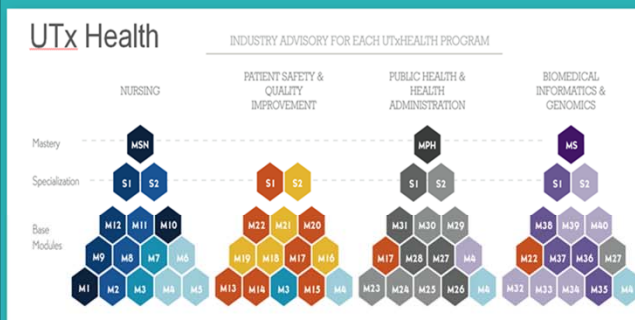 UTx Health
INDUSTRY ADVISORY FOR EACH UTxHEALTH PROGRAM
NURSING
PATIENT SAFETY &
QUALITY
IMPROVEMENT
PUBLIC HEALTH &
HEALTH
ADMINISTRATION
BIOMEDICAL
INFORMATICS &
GENOMICS
Mastery
MSN
MPH
MS
Specialization
S1 S2
S1 S2
S1 S2
S1 S2
Base
Modules
M12 M11 M10
M22 M21 M20
M31 M30 M29
M38 M39 M40
M9 M8 M7 M6
M19 M18 M17 M16
M17 M28 M27 M4
M22 M37 M36 M27
M1 M2 M3 M4 M5
M13 M14 M3 M15 M4
M23 M24 M25 M26 M4
M32 M33 M34 M35 M4